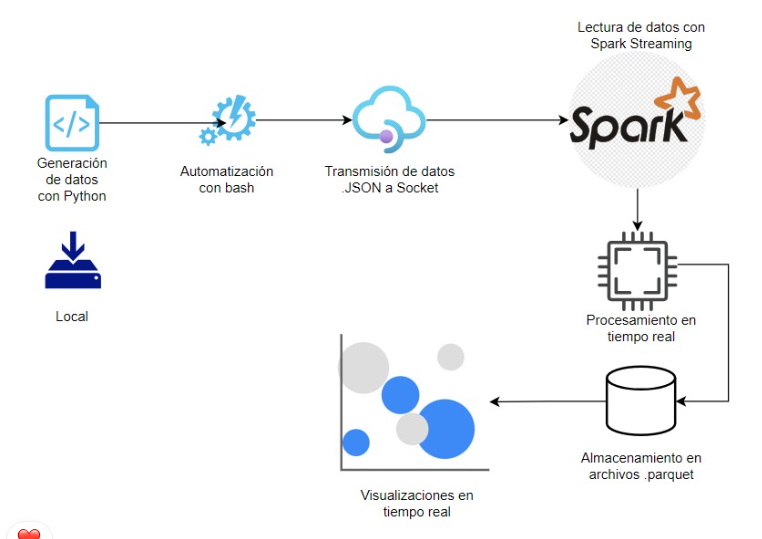 Lectura de datos con
Spark Streaming
Spark
</>
Generación
de datos
con Python
Automatización
con bash
Transmisión de datos
.JSON a Socket
Local
Procesamiento en
tiempo real
Almacenamiento en
archivos .parquet
Visualizaciones en
tiempo real